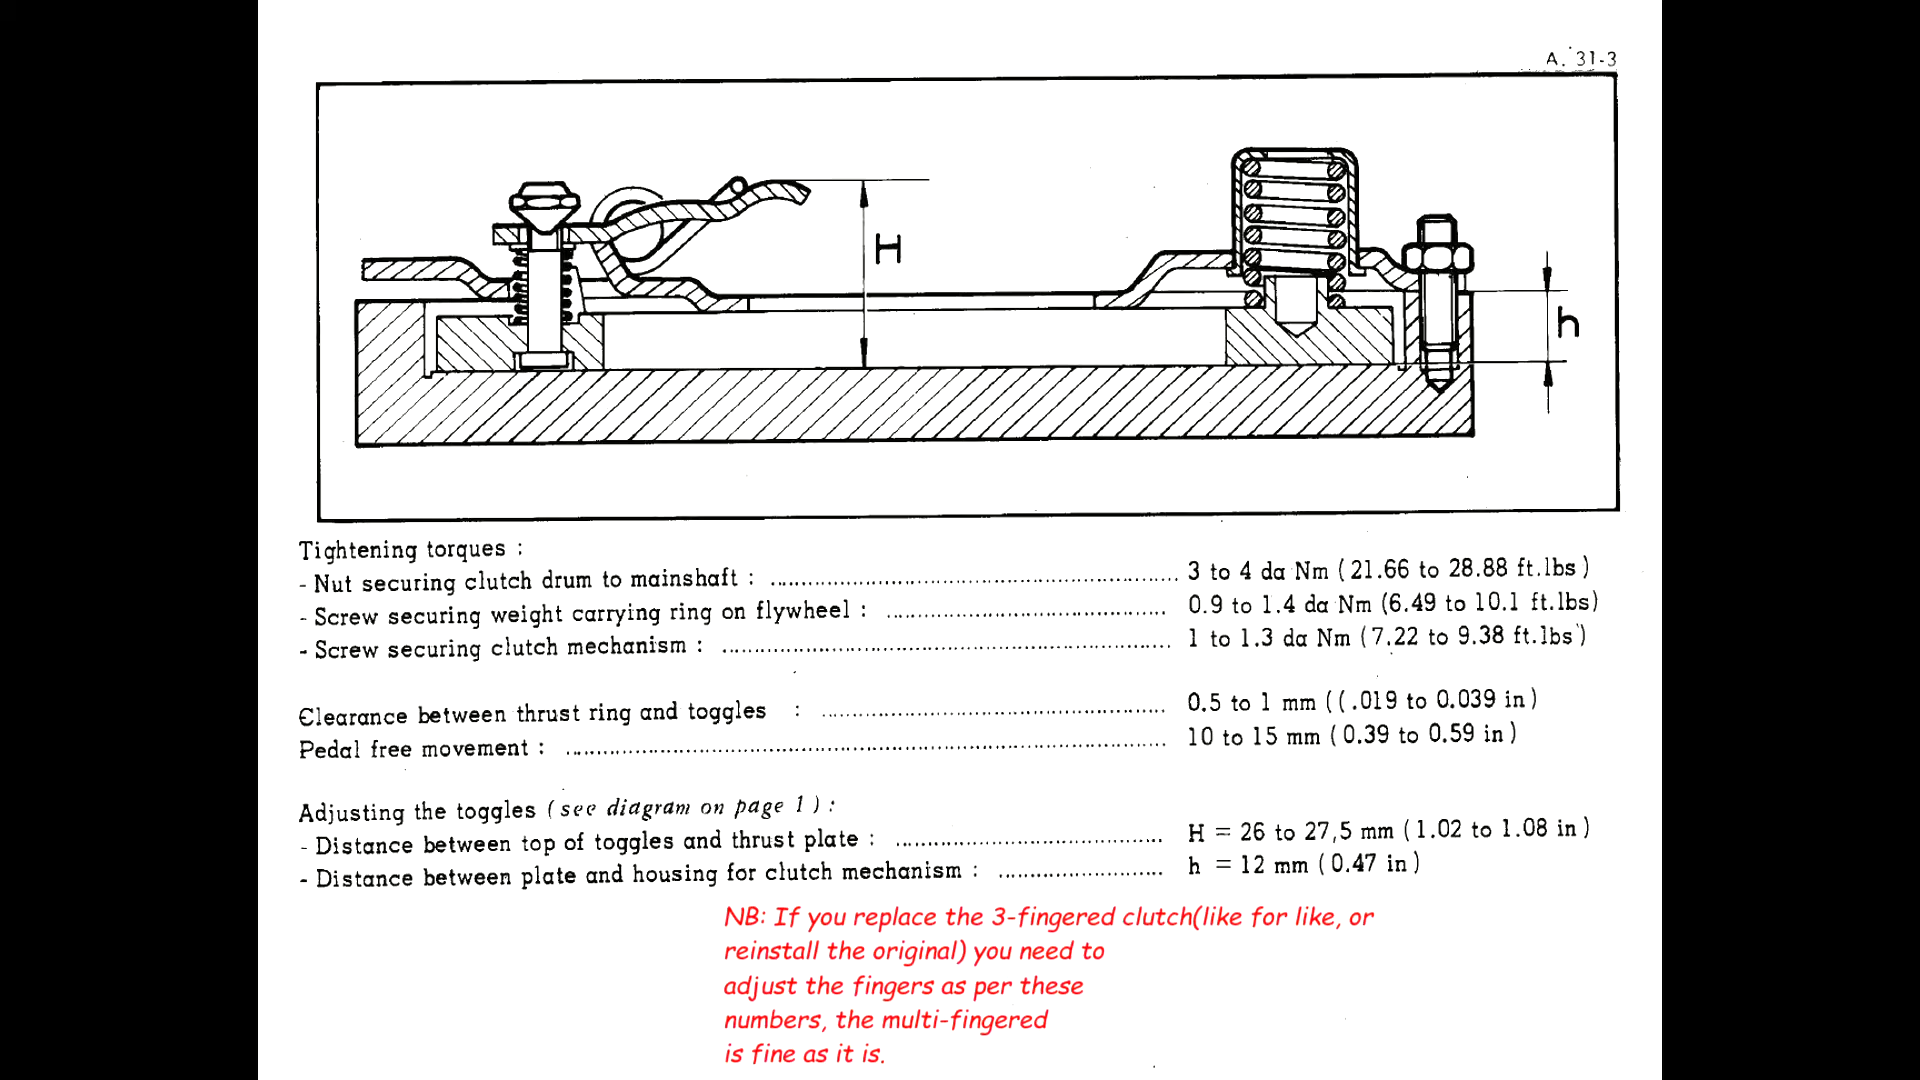 A. 31-3
H
h
Tightening torques :
- Nut securing clutch drum to mainshaft : ........ 3 to 4 da Nm (21.66 to 28.88 ft.lbs)
- Screw securing weight carrying ring on flywheel : ........ 0.9 to 1.4 da Nm (6.49 to 10.1 ft.lbs)
- Screw securing clutch mechanism : ........ 1 to 1.3 da Nm (7.22 to 9.38 ft.lbs)
Clearance between thrust ring and toggles : ........ 0.5 to 1 mm ((.019 to 0.039 in)
Pedal free movement : ........ 10 to 15 mm (0.39 to 0.59 in)
Adjusting the toggles (see diagram on page 1) :
- Distance between top of toggles and thrust plate : ........ H = 26 to 27,5 mm (1.02 to 1.08 in)
- Distance between plate and housing for clutch mechanism : ........ h = 12 mm (0.47 in)
NB: If you replace the 3-fingered clutch(like for like, or
reinstall the original) you need to
adjust the fingers as per these
numbers, the multi-fingered
is fine as it is.